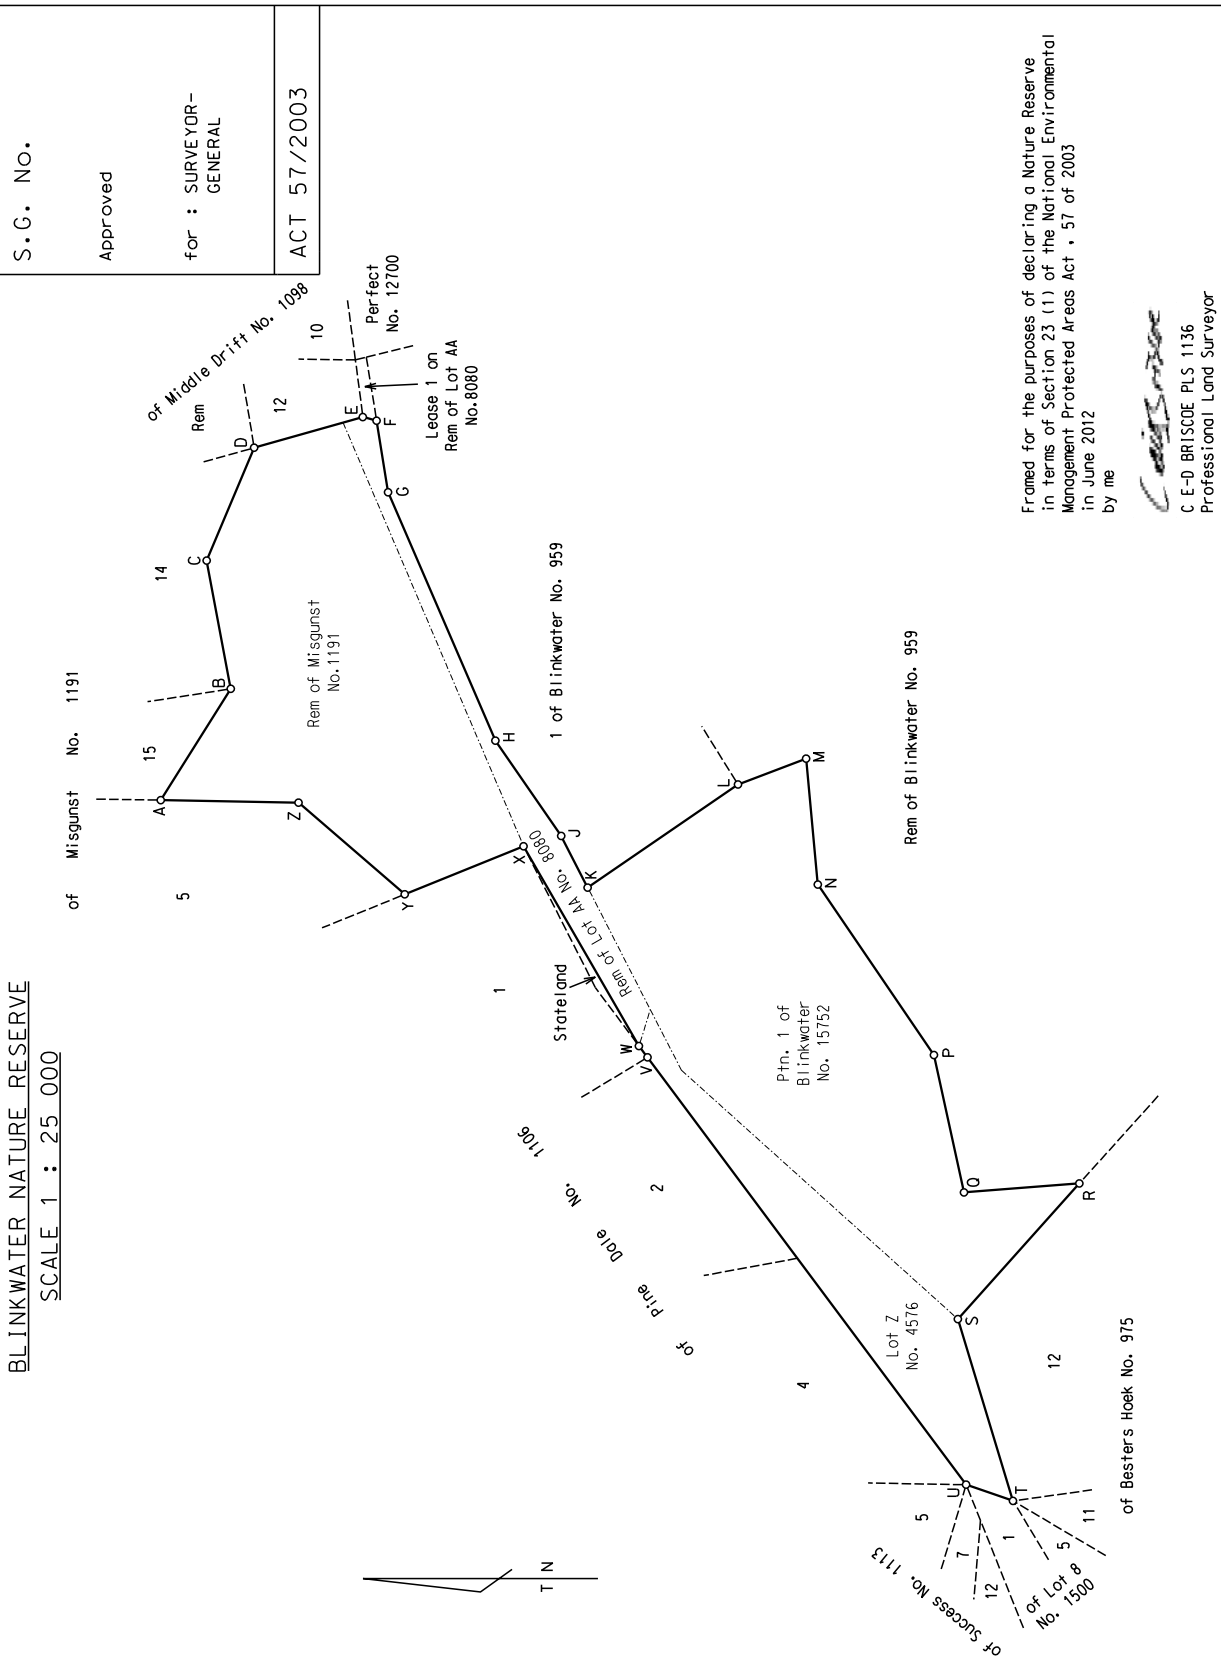 BLINKWATER NATURE RESERVE
SCALE 1 : 25 000
S.G. No.
Approved
for : SURVEYOR-
GENERAL
ACT 57/2003
of Misgunst No. 1191
5
15
14
A
B
C
D
Rem
of Middle Drift No. 1098
12
10
Z
Y
Rem of Misgunst
No.1191
E
F
G
Perfect
No. 12700
Lease 1 on
Rem of Lot AA
No.8080
H
X
J
K
1
Stateland
Rem of Lot AA No. 8080
1 of Blinkwater No. 959
W
V
L
M
N
P
Q
R
S
T
U
of Pine Dale No. 1106
2
4
Ptn. 1 of
Blinkwater
No. 15752
Rem of Blinkwater No. 959
Lot Z
No. 4576
12
of Besters Hoek No. 975
5
7
12
of Success No. 1113
1
5
11
of Lot 8
No. 1500
T N
Framed for the purposes of declaring a Nature Reserve
in terms of Section 23 (1) of the National Environmental
Management Protected Areas Act , 57 of 2003
in June 2012
by me
C E-D BRISCOE PLS 1136
Professional Land Surveyor